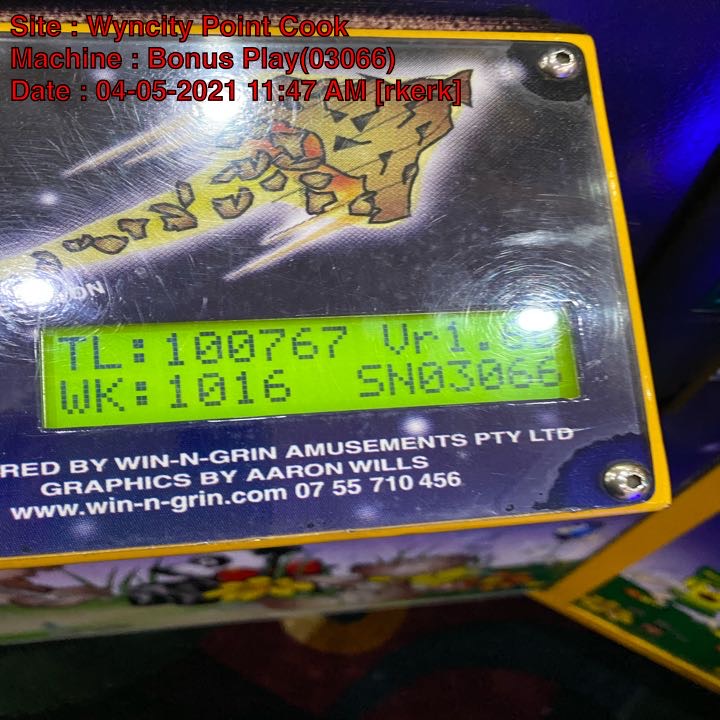 Site : Wyncity Point Cook
Machine : Bonus Play(03066)
Date : 04-05-2021 11:47 AM [rkerk]
TL:100767 Vr1.
WK:1016 SN03066
RED BY WIN-N-GRIN AMUSEMENTS PTY LTD
GRAPHICS BY AARON WILLS
www.win-n-grin.com 07 55 710 456